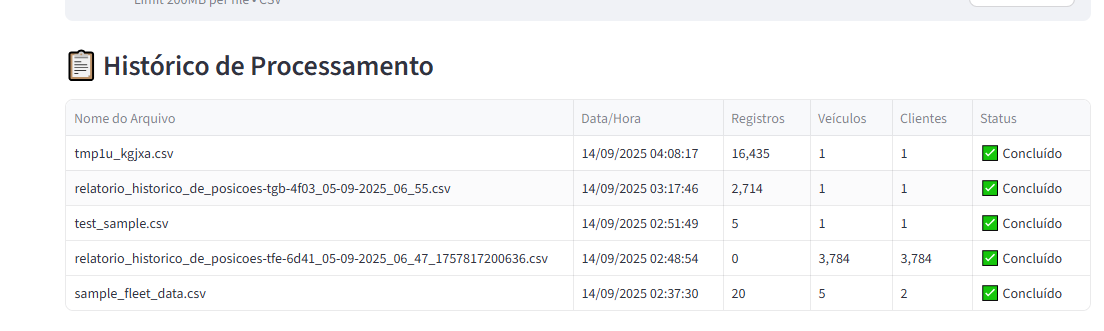 Limit 200MB per file • CSV
Histórico de Processamento
Nome do Arquivo Data/Hora Registros Veículos Clientes Status
tmp1u_kgjxa.csv 14/09/2025 04:08:17 16,435 1 1 Concluído
relatorio_historico_de_posicoes-tgb-4f03_05-09-2025_06_55.csv 14/09/2025 03:17:46 2,714 1 1 Concluído
test_sample.csv 14/09/2025 02:51:49 5 1 1 Concluído
relatorio_historico_de_posicoes-tfe-6d41_05-09-2025_06_47_1757817200636.csv 14/09/2025 02:48:54 0 3,784 3,784 Concluído
sample_fleet_data.csv 14/09/2025 02:37:30 20 5 2 Concluído